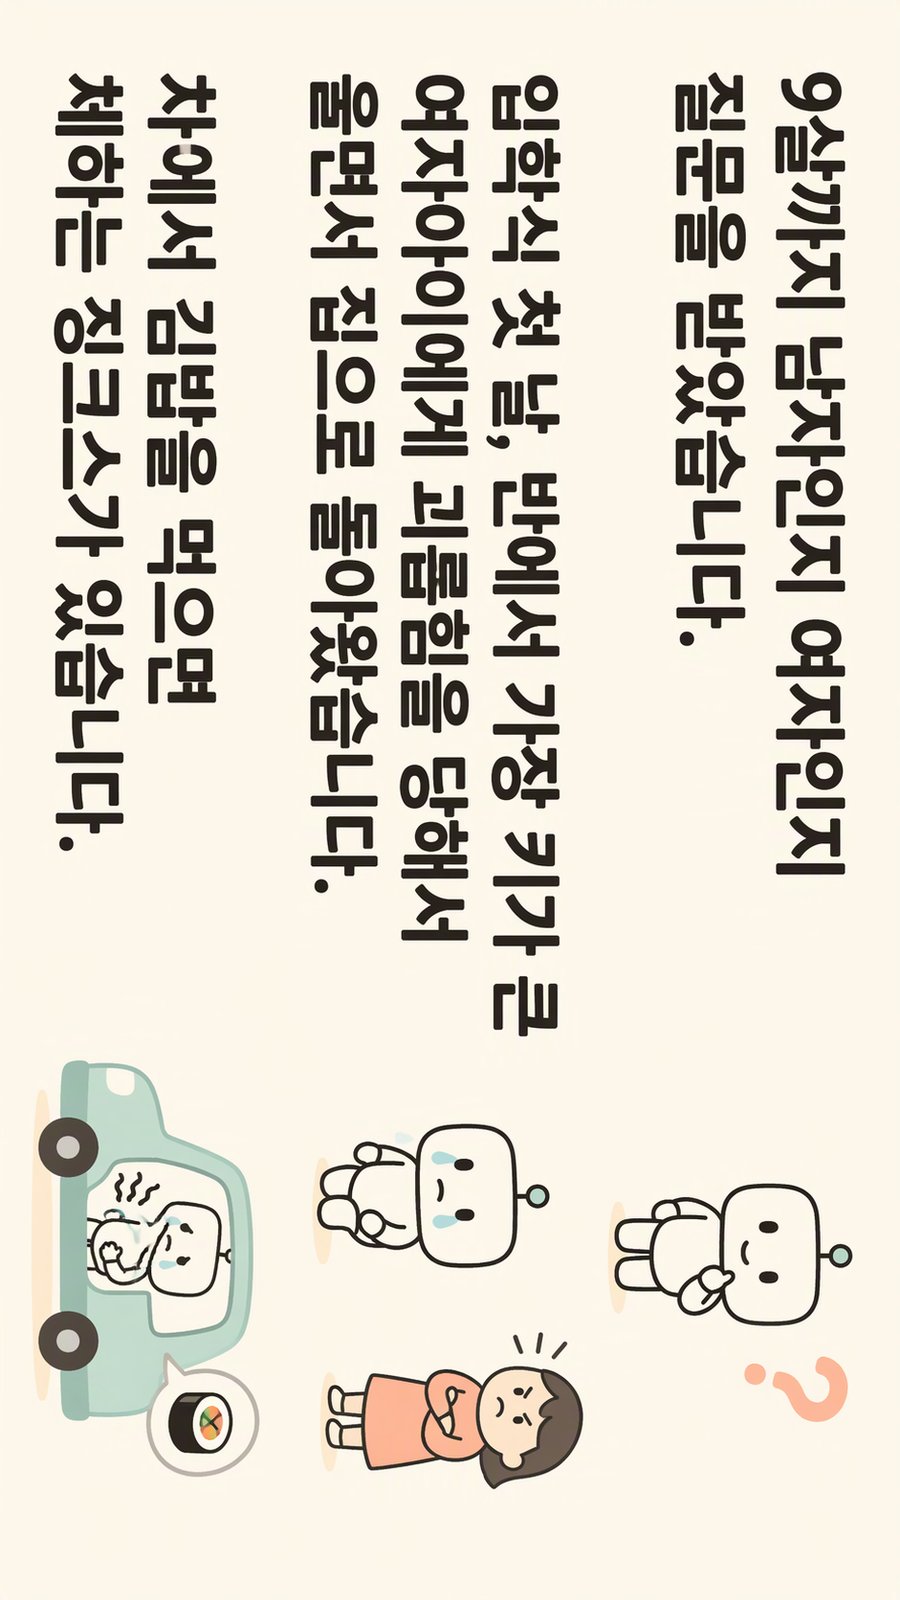 9살까지 남자인지 여자인지
질문을 받았습니다.
입학식 첫 날, 반에서 가장 키가 큰
여자아이에게 괴롭힘을 당해서
울면서 집으로 돌아왔습니다.
차에서 김밥을 먹으면
체하는 징크스가 있습니다.
?